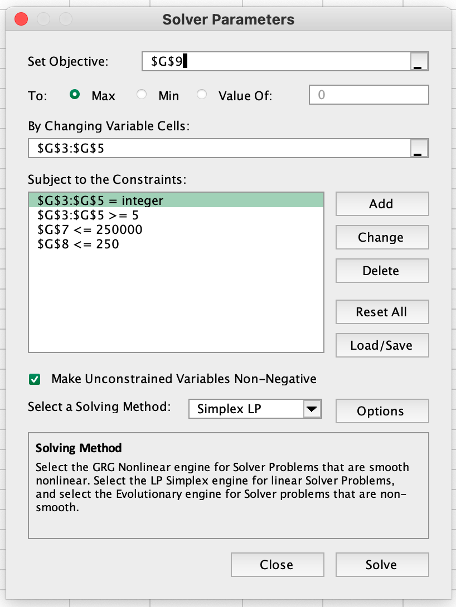 Solver Parameters
Set Objective: $G$9 _
To: Max Min Value Of: 0
By Changing Variable Cells:
$G$3:$G$5 _
Subject to the Constraints:
$G$3:$G$5 = integer
$G$3:$G$5 >= 5
$G$7 <= 250000
$G$8 <= 250
Add
Change
Delete
Reset All
Load/Save
Make Unconstrained Variables Non-Negative
Select a Solving Method: Simplex LP Options
Solving Method
Select the GRG Nonlinear engine for Solver Problems that are smooth
nonlinear. Select the LP Simplex engine for linear Solver Problems,
and select the Evolutionary engine for Solver problems that are non-
smooth.
Close Solve